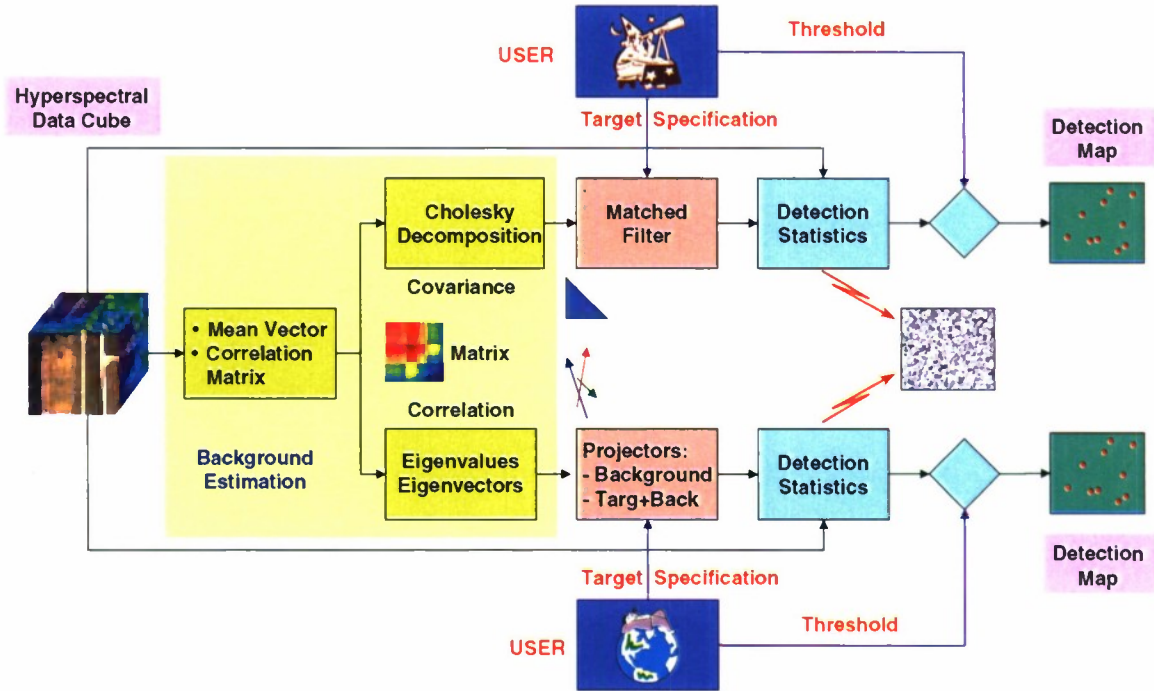 USER
Threshold
Hyperspectral
Data Cube
Target Specification
Detection
Map
Cholesky
Decomposition
Matched
Filter
Detection
Statistics
Covariance
• Mean Vector
• Correlation
Matrix
Matrix
Correlation
Background
Estimation
Eigenvalues
Eigenvectors
Projectors:
- Background
- Targ+Back
Detection
Statistics
Detection
Map
Target Specification
Threshold
USER